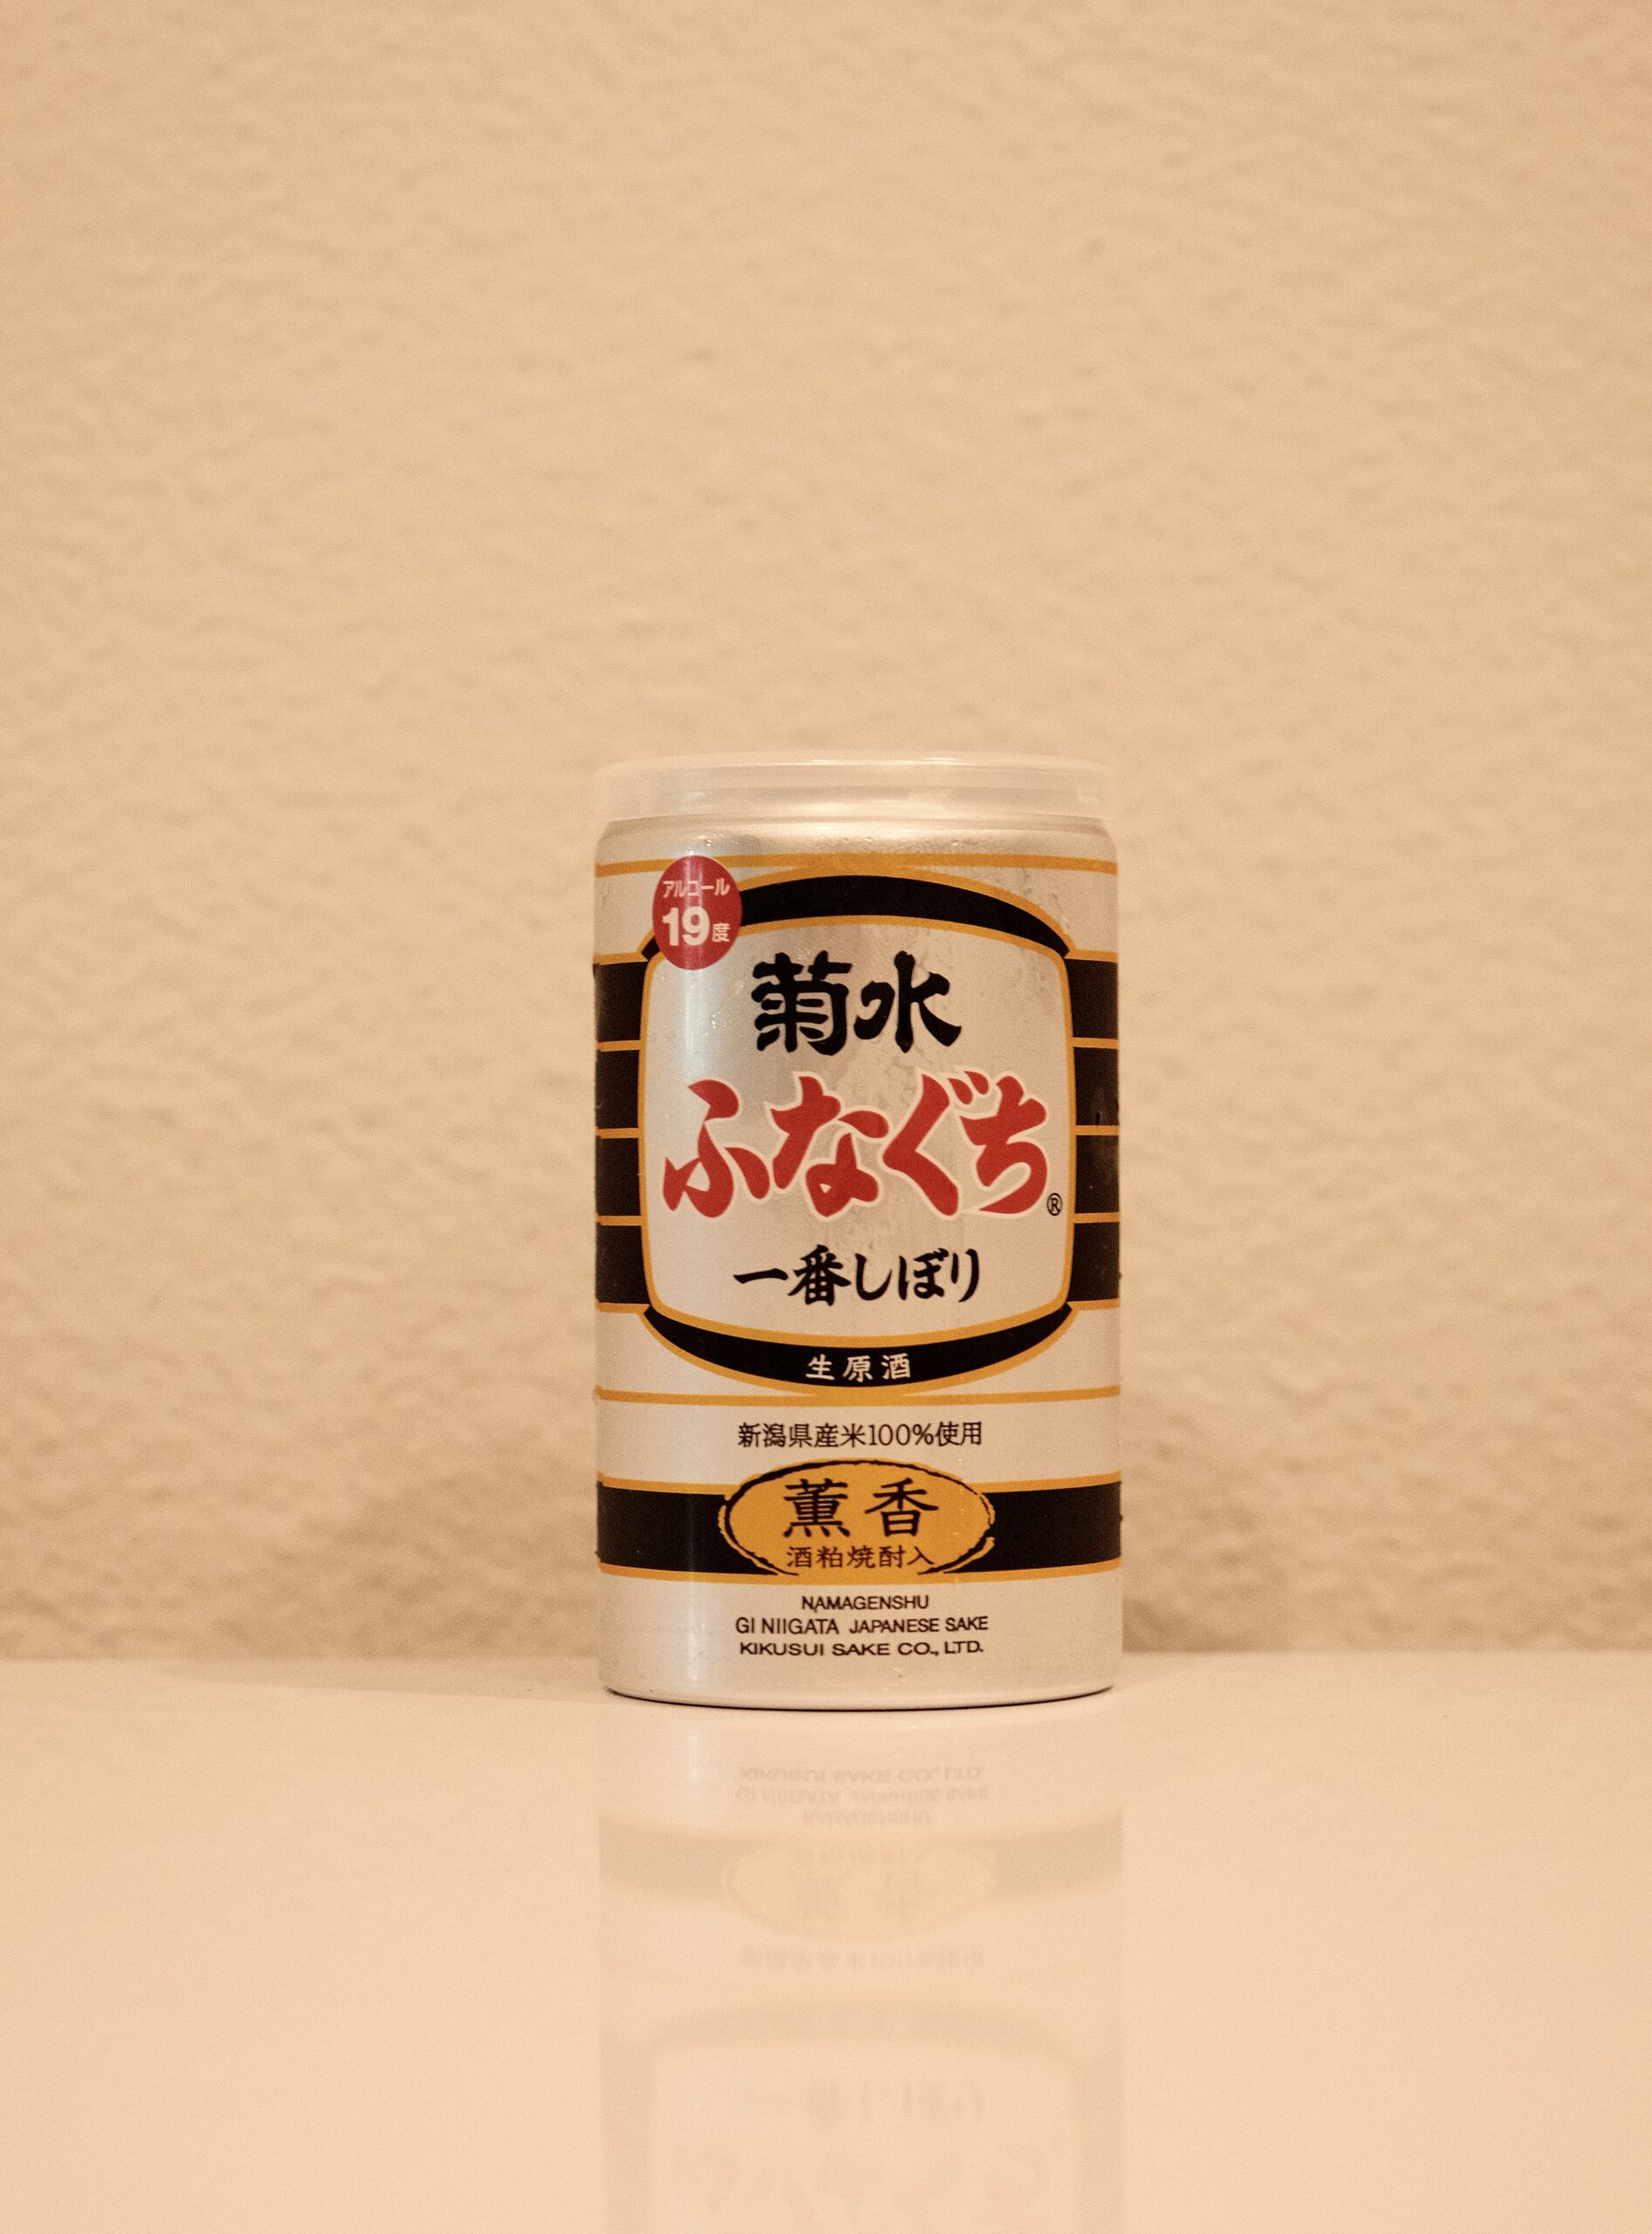 アルコール
19度
菊水
ふなぐち®
一番しぼり
生原酒
新潟県産米100%使用
薫香
酒粕焼酎入
NAMAGENSHU
GI NIIGATA JAPANESE SAKE
KIKUSUI SAKE CO., LTD.